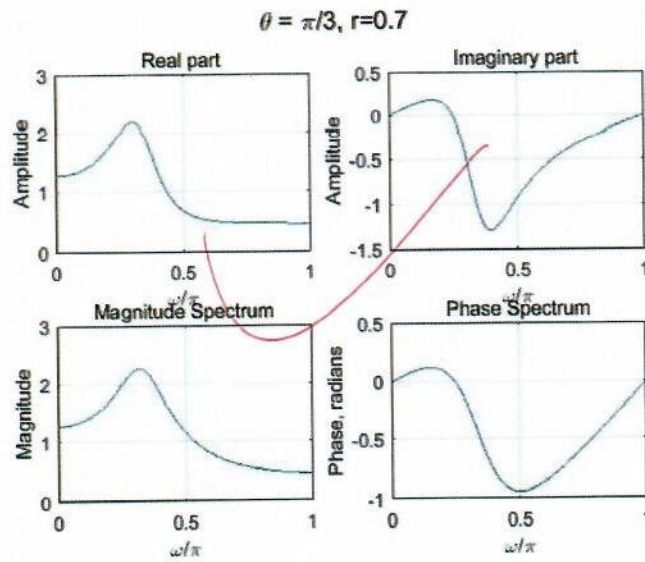 θ = π/3, r=0.7
Real part
Imaginary part
3
2
1
0
Amplitude
0
0.5
1
ω/π
0.5
0
-0.5
-1
-1.5
Amplitude
0
0.5
1
ω/π
Magnitude Spectrum
Phase Spectrum
3
2
1
0
Magnitude
0
0.5
1
ω/π
0.5
0
-0.5
-1
Phase, radians
0
0.5
1
ω/π